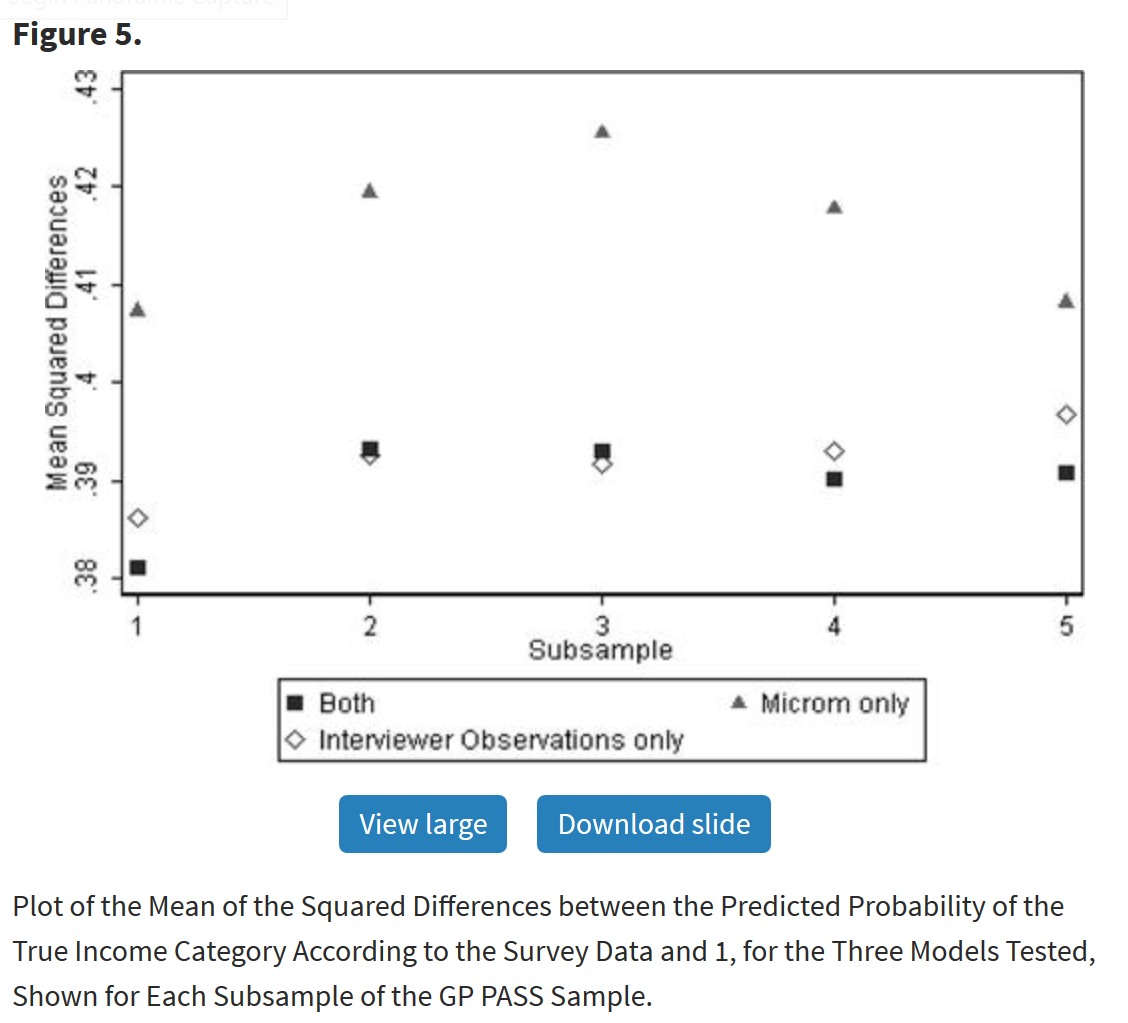 Begin Panoramic Capture
Figure 5.
.43
.42
.41
.4
.39
.38
Mean Squared Differences
1 2 3 4 5
Subsample
Both Microm only
Interviewer Observations only
View large Download slide
Plot of the Mean of the Squared Differences between the Predicted Probability of the
True Income Category According to the Survey Data and 1, for the Three Models Tested,
Shown for Each Subsample of the GP PASS Sample.